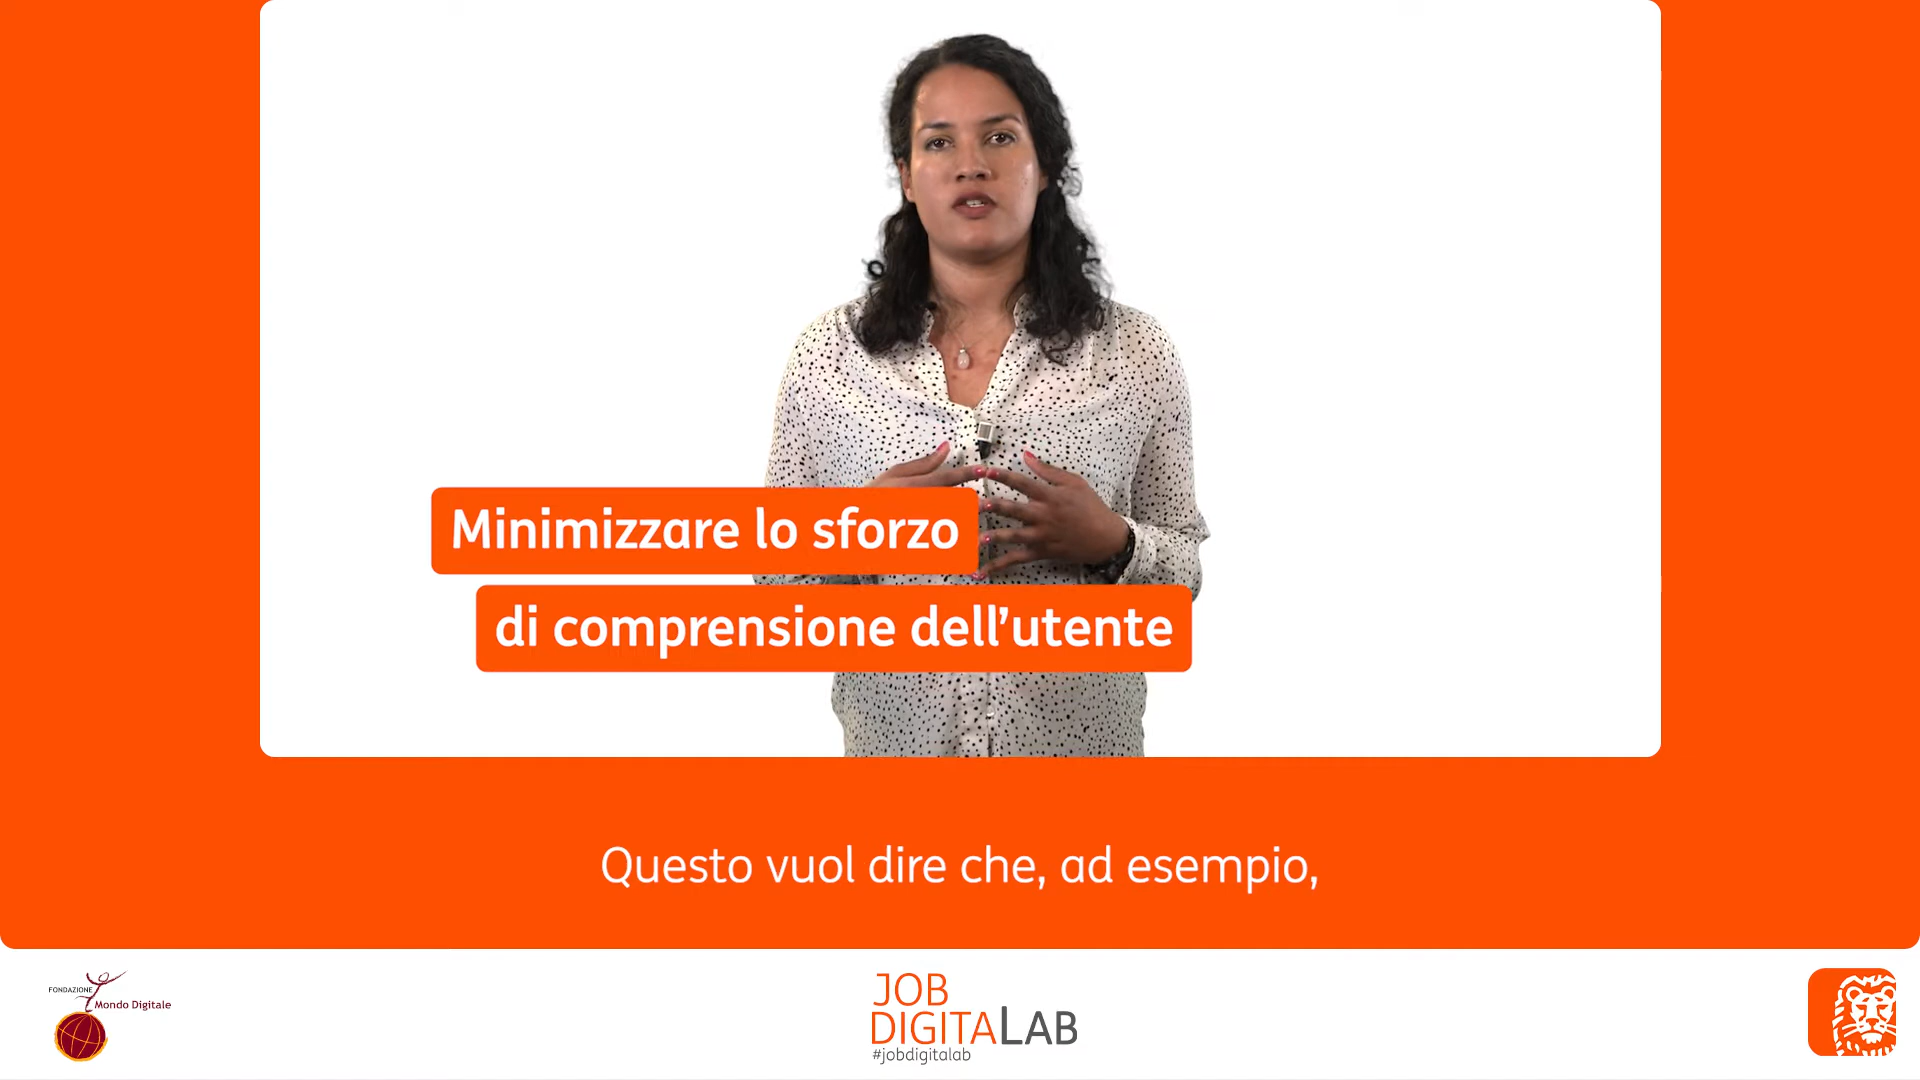 Minimizzare lo sforzo
di comprensione dell’utente
Questo vuol dire che, ad esempio,
FONDAZIONE
Mondo Digitale
JOB
DIGITALAB
#jobdigitalab